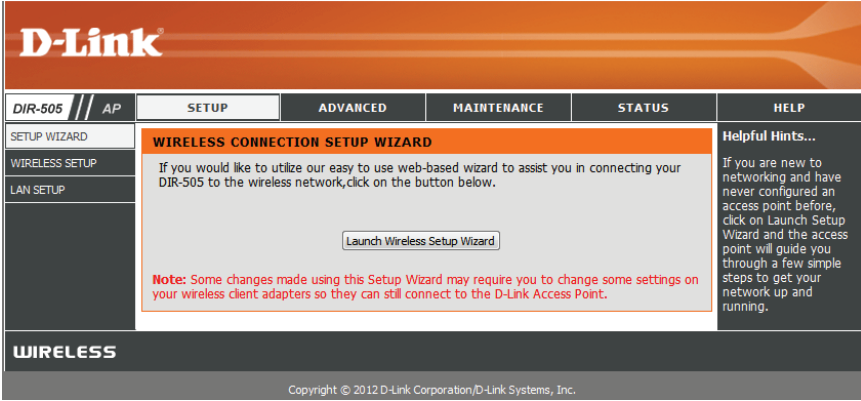 D-Link
DIR-505 // AP
SETUP
ADVANCED
MAINTENANCE
STATUS
HELP
SETUP WIZARD
WIRELESS SETUP
LAN SETUP
WIRELESS CONNECTION SETUP WIZARD
If you would like to utilize our easy to use web-based wizard to assist you in connecting your
DIR-505 to the wireless network,click on the button below.
Launch Wireless Setup Wizard
Note: Some changes made using this Setup Wizard may require you to change some settings on
your wireless client adapters so they can still connect to the D-Link Access Point.
Helpful Hints...
If you are new to
networking and have
never configured an
access point before,
click on Launch Setup
Wizard and the access
point will guide you
through a few simple
steps to get your
network up and
running.
WIRELESS
Copyright © 2012 D-Link Corporation/D-Link Systems, Inc.